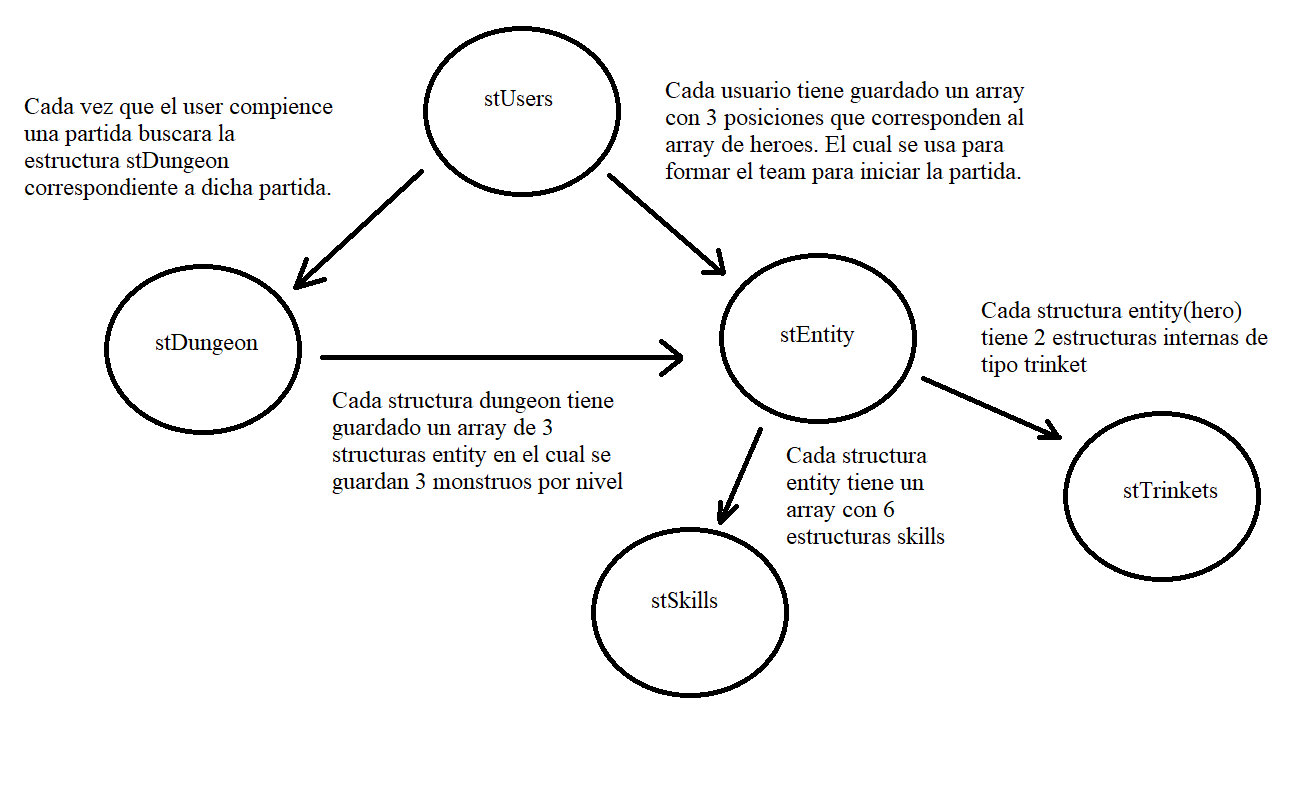 stUsers
Cada vez que el user compience
una partida buscara la
estructura stDungeon
correspondiente a dicha partida.
Cada usuario tiene guardado un array
con 3 posiciones que corresponden al
array de heroes. El cual se usa para
formar el team para iniciar la partida.
stDungeon
stEntity
Cada structura entity(hero)
tiene 2 estructuras internas de
tipo trinket
Cada structura dungeon tiene
guardado un array de 3
structuras entity en el cual se
guardan 3 monstruos por nivel
Cada structura
entity tiene un
array con 6
estructuras skills
stTrinkets
stSkills